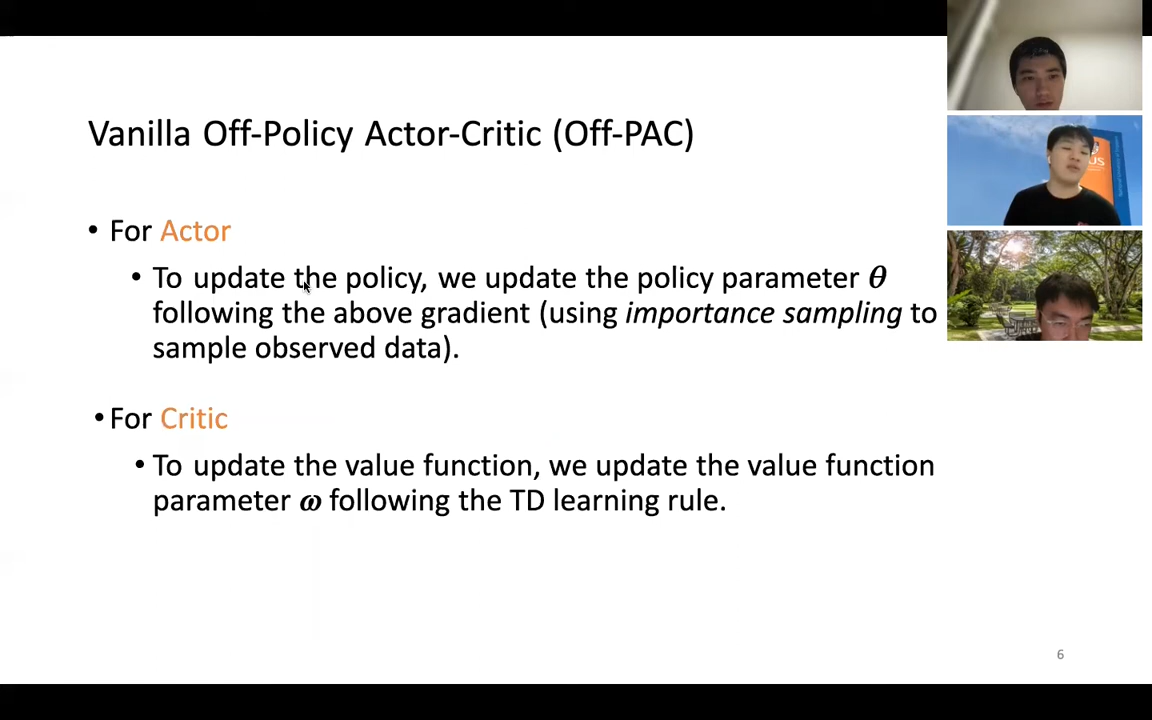 Vanilla Off-Policy Actor-Critic (Off-PAC)
• For Actor
• To update the policy, we update the policy parameter θ
following the above gradient (using importance sampling to
sample observed data).
• For Critic
• To update the value function, we update the value function
parameter ω following the TD learning rule.
6